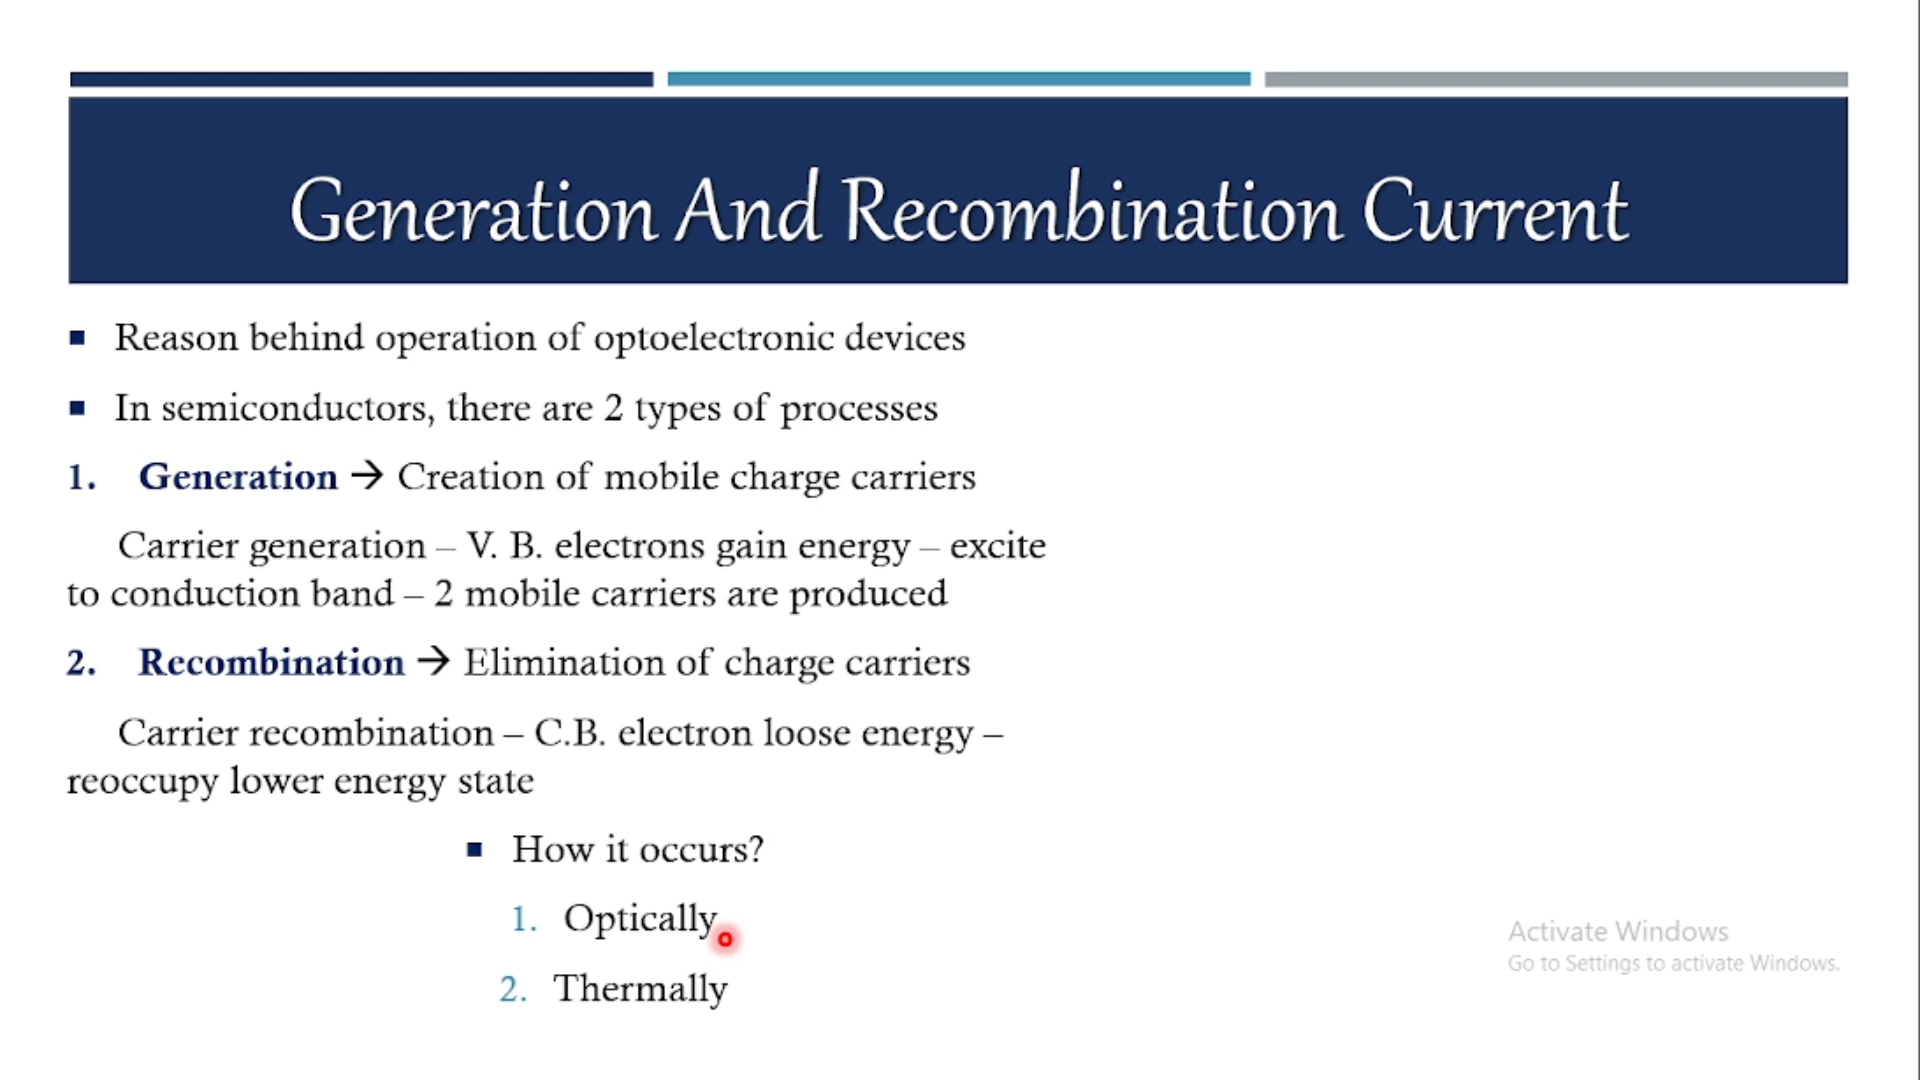 Generation And Recombination Current
▪ Reason behind operation of optoelectronic devices
▪ In semiconductors, there are 2 types of processes
1. Generation → Creation of mobile charge carriers
Carrier generation – V. B. electrons gain energy – excite
to conduction band – 2 mobile carriers are produced
2. Recombination → Elimination of charge carriers
Carrier recombination – C.B. electron loose energy –
reoccupy lower energy state
▪ How it occurs?
1. Optically
2. Thermally
Activate Windows
Go to Settings to activate Windows.